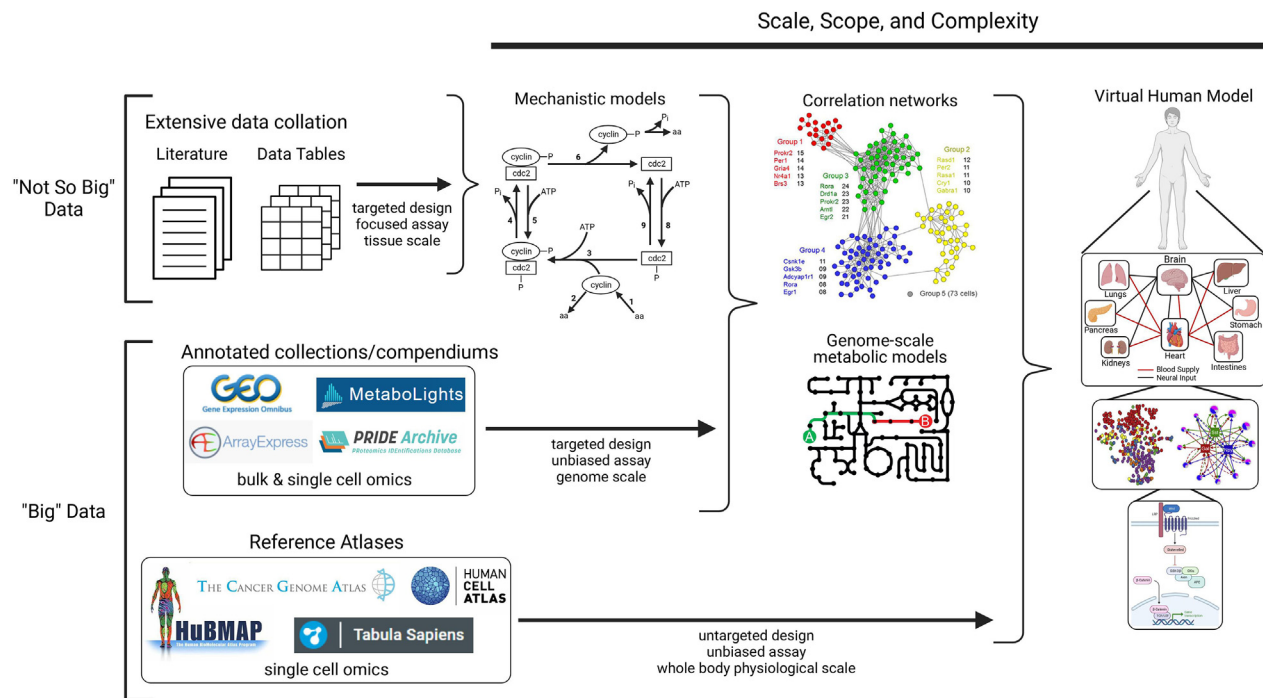 Scale, Scope, and Complexity
"Not So Big"
Data
Extensive data collation
Literature
Data Tables
targeted design
focused assay
tissue scale
Mechanistic models
cyclin
P
Pi
aa
6
cyclin
P
cdc2
cdc2
Pi
ATP
4
5
Pi
ATP
9
8
cyclin
P
cdc2
P
ATP
3
cdc2
P
cyclin
2
1
aa
aa
Correlation networks
Group 1
Prokr2 15
Per1 14
Gria4 14
Nr4a1 13
Brs3 13
Group 2
Rasd1 12
Per2 11
Rasa1 11
Cry1 10
Gabra1 10
Group 3
Rora 24
Drd1a 23
Prokr2 23
Arntl 22
Egr2 21
Group 4
Csnk1e 11
Gsk3b 09
Adcyap1r1 09
Rora 08
Egr1 08
Group 5 (73 cells)
Genome-scale
metabolic models
A
B
Virtual Human Model
Brain
Lungs
Liver
Pancreas
Stomach
Kidneys
Heart
Intestines
Blood Supply
Neural Input
"Big" Data
Annotated collections/compendiums
GEO
Gene Expression Omnibus
MetaboLights
ArrayExpress
PRIDE Archive
PRoteomics IDEntifications Database
bulk & single cell omics
targeted design
unbiased assay
genome scale
Reference Atlases
THE CANCER GENOME ATLAS
HUMAN
CELL
ATLAS
HuBMAP
The Human BioMolecular Atlas Program
Tabula Sapiens
single cell omics
untargeted design
unbiased assay
whole body physiological scale